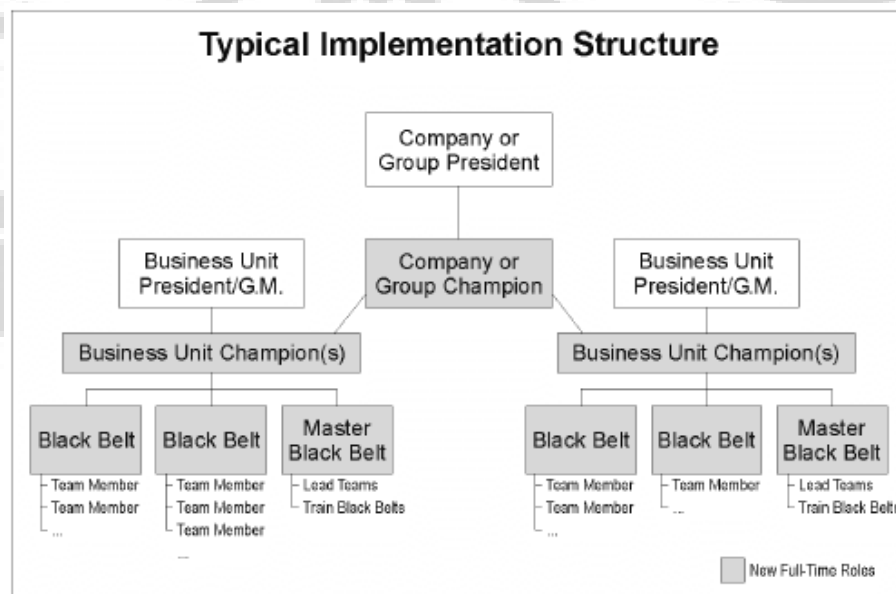 Typical Implementation Structure
Company or
Group President
Business Unit
President/G.M.
Company or
Group Champion
Business Unit
President/G.M.
Business Unit Champion(s)
Business Unit Champion(s)
Black Belt
Black Belt
Master
Black Belt
Black Belt
Black Belt
Master
Black Belt
Team Member
Team Member
...
Team Member
Team Member
Team Member
...
Lead Teams
Train Black Belts
Team Member
Team Member
...
Team Member
...
Lead Teams
Train Black Belts
New Full-Time Roles